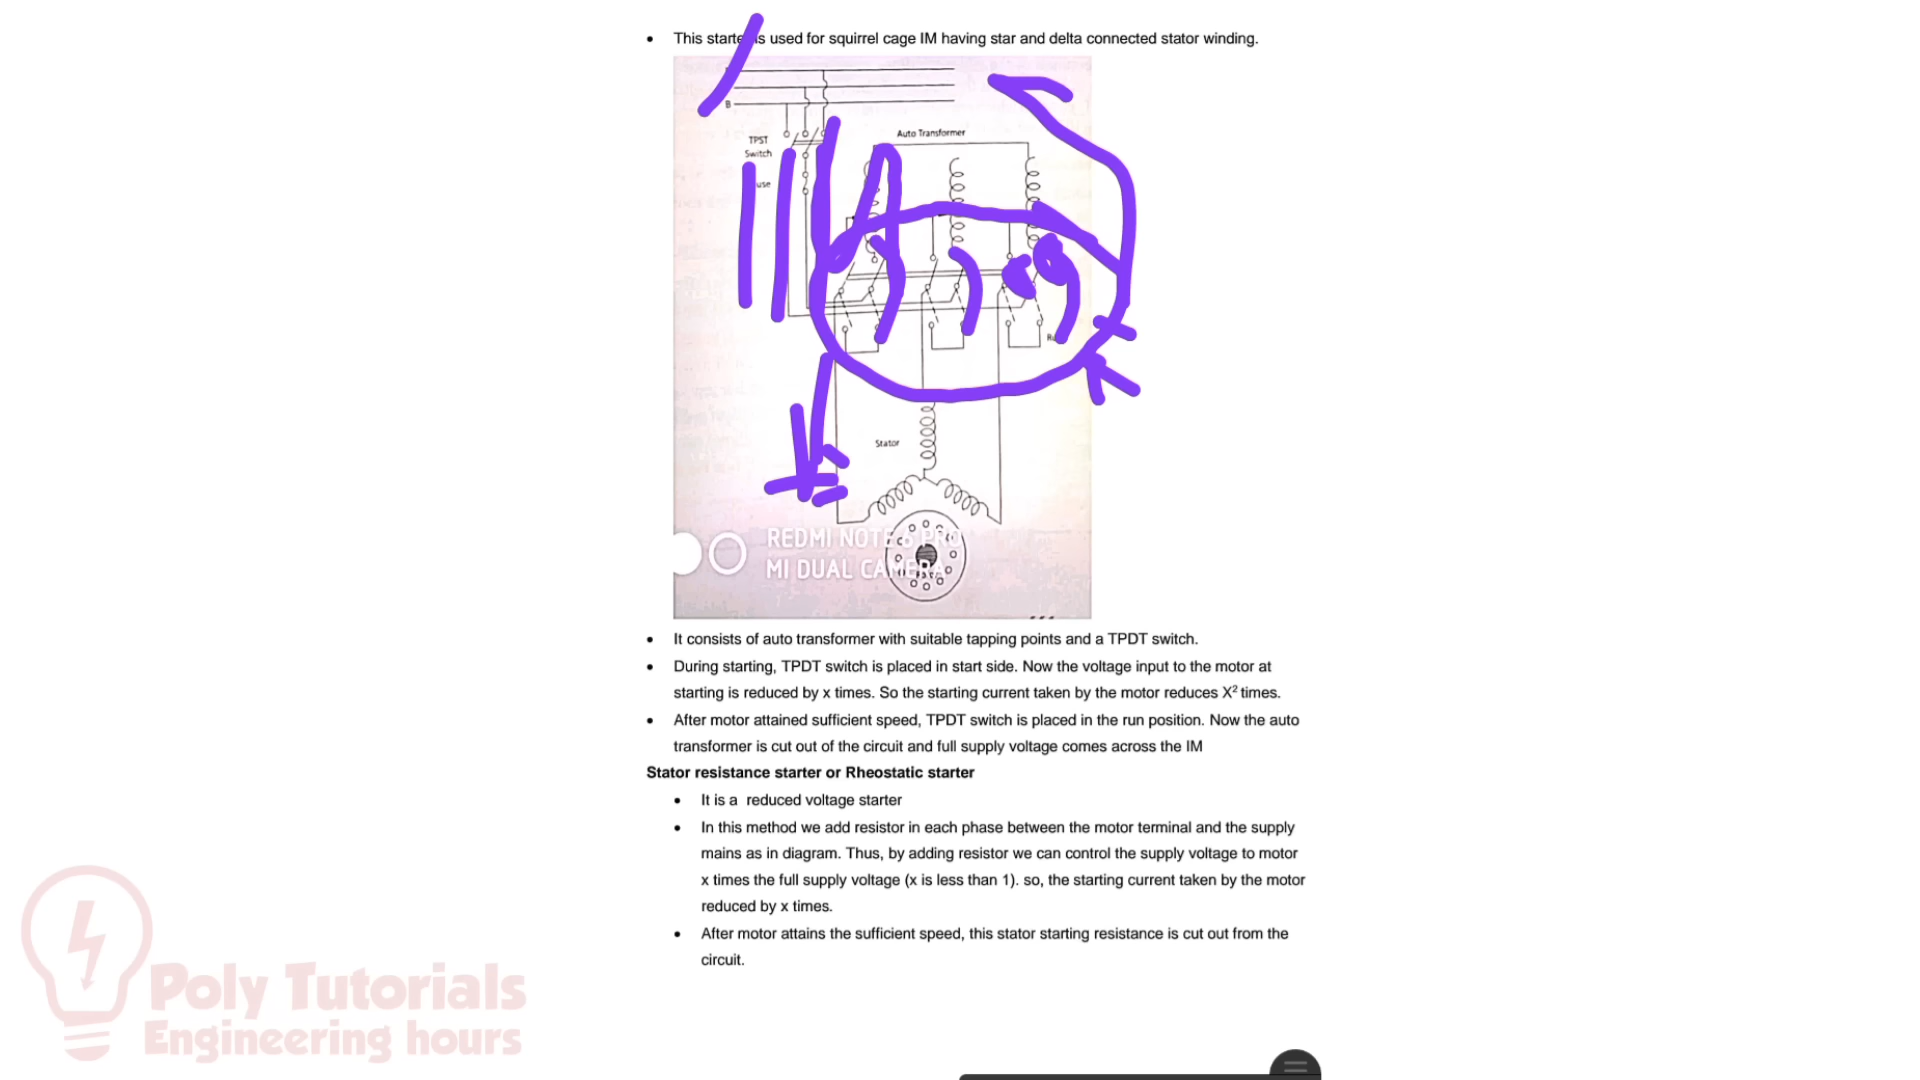 • This starter is used for squirrel cage IM having star and delta connected stator winding.
B
TPST
Switch
Auto Transformer
Stator
REDMI NOTE 6 PRO
MI DUAL CAMERA
• It consists of auto transformer with suitable tapping points and a TPDT switch.
• During starting, TPDT switch is placed in start side. Now the voltage input to the motor at
starting is reduced by x times. So the starting current taken by the motor reduces X² times.
• After motor attained sufficient speed, TPDT switch is placed in the run position. Now the auto
transformer is cut out of the circuit and full supply voltage comes across the IM
Stator resistance starter or Rheostatic starter
• It is a reduced voltage starter
• In this method we add resistor in each phase between the motor terminal and the supply
mains as in diagram. Thus, by adding resistor we can control the supply voltage to motor
x times the full supply voltage (x is less than 1). so, the starting current taken by the motor
reduced by x times.
• After motor attains the sufficient speed, this stator starting resistance is cut out from the
circuit.
Poly Tutorials
Engineering hours